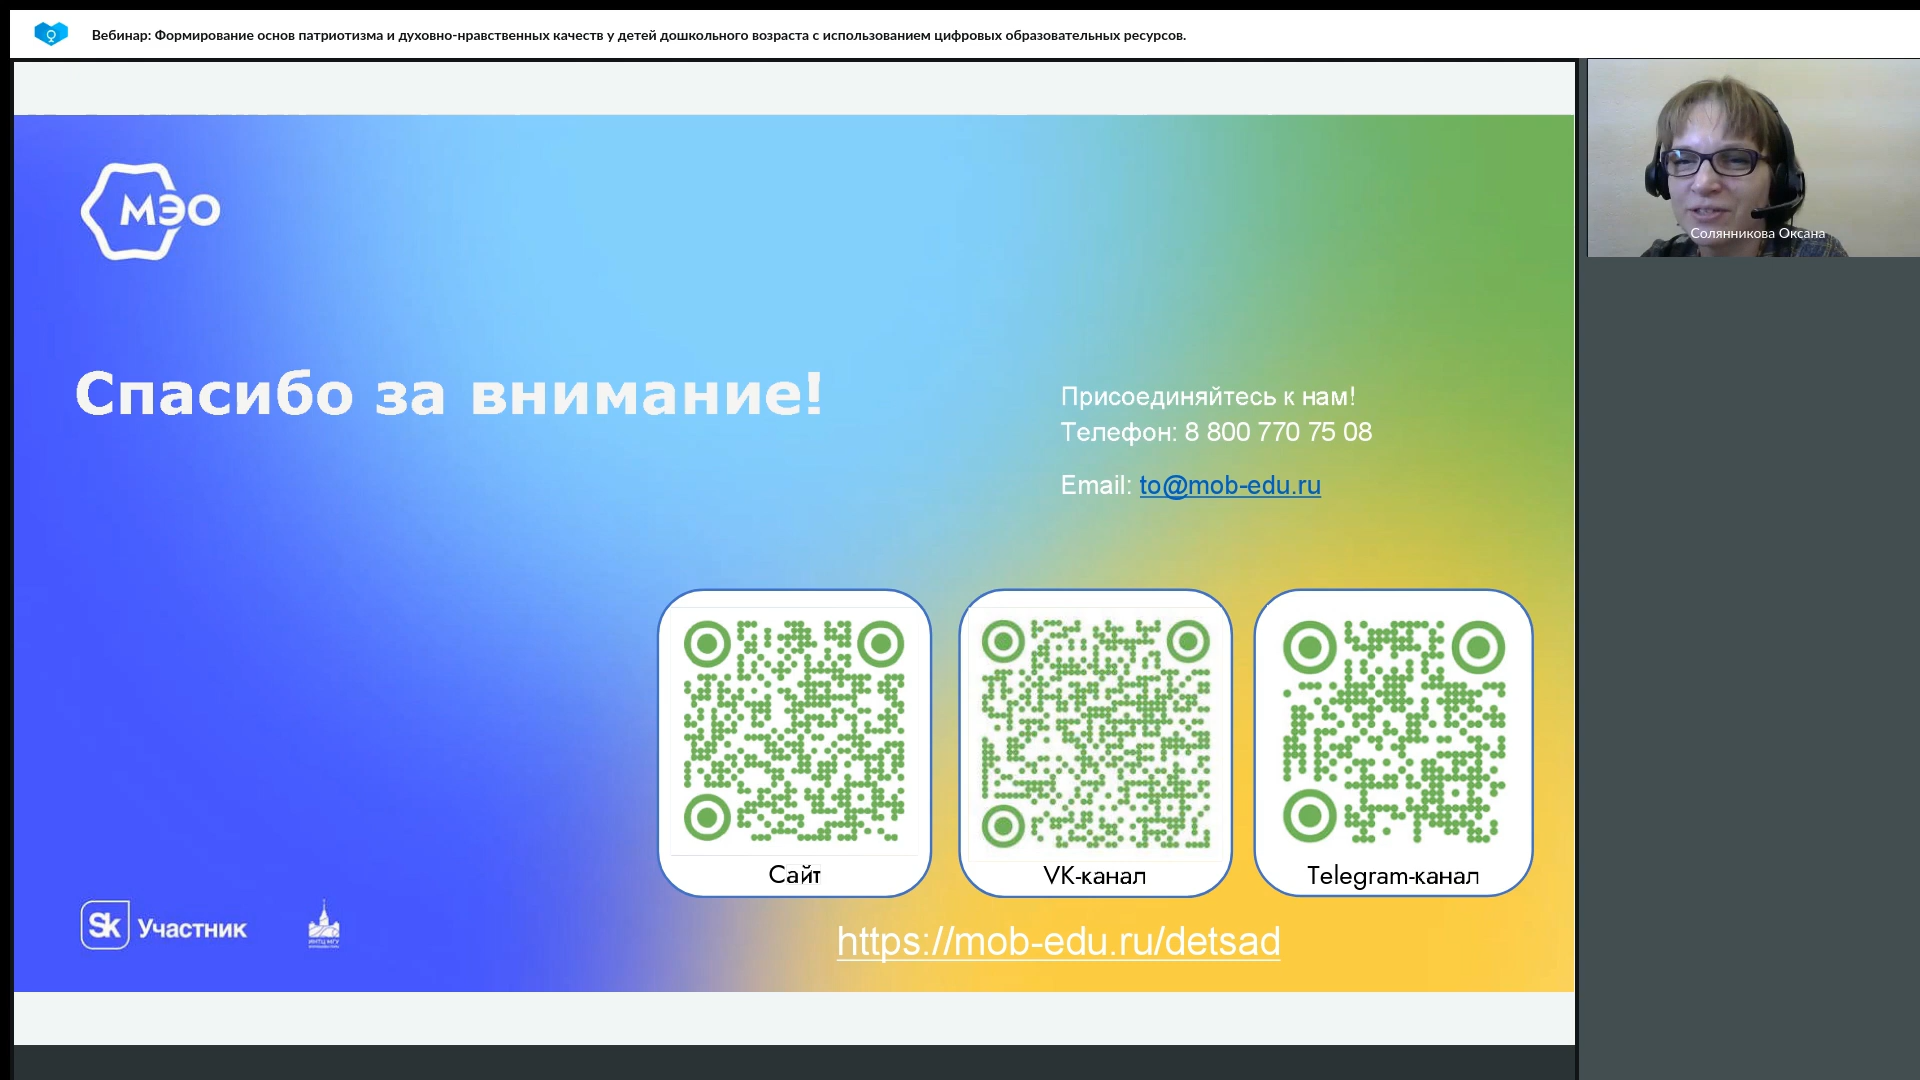 Вебинар: Формирование основ патриотизма и духовно-нравственных качеств у детей дошкольного возраста с использованием цифровых образовательных ресурсов.
Солянникова Оксана
МЭО
Спасибо за внимание!
Присоединяйтесь к нам!
Телефон: 8 800 770 75 08
Email: to@mob-edu.ru
Сайт
VK-канал
Telegram-канал
Sk Участник
ИНТЦ МГУ
https://mob-edu.ru/detsad